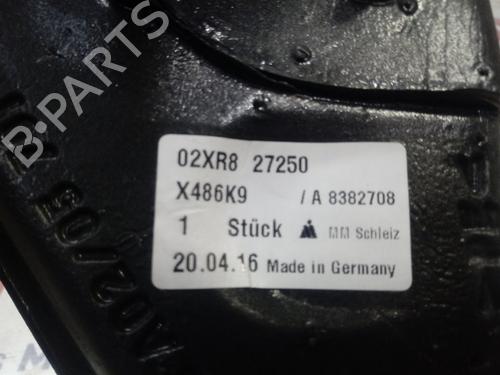 B-PARTS
02XR8 27250
X486K9 / A 8382708
1 Stück MM Schleiz
20.04.16 Made in Germany